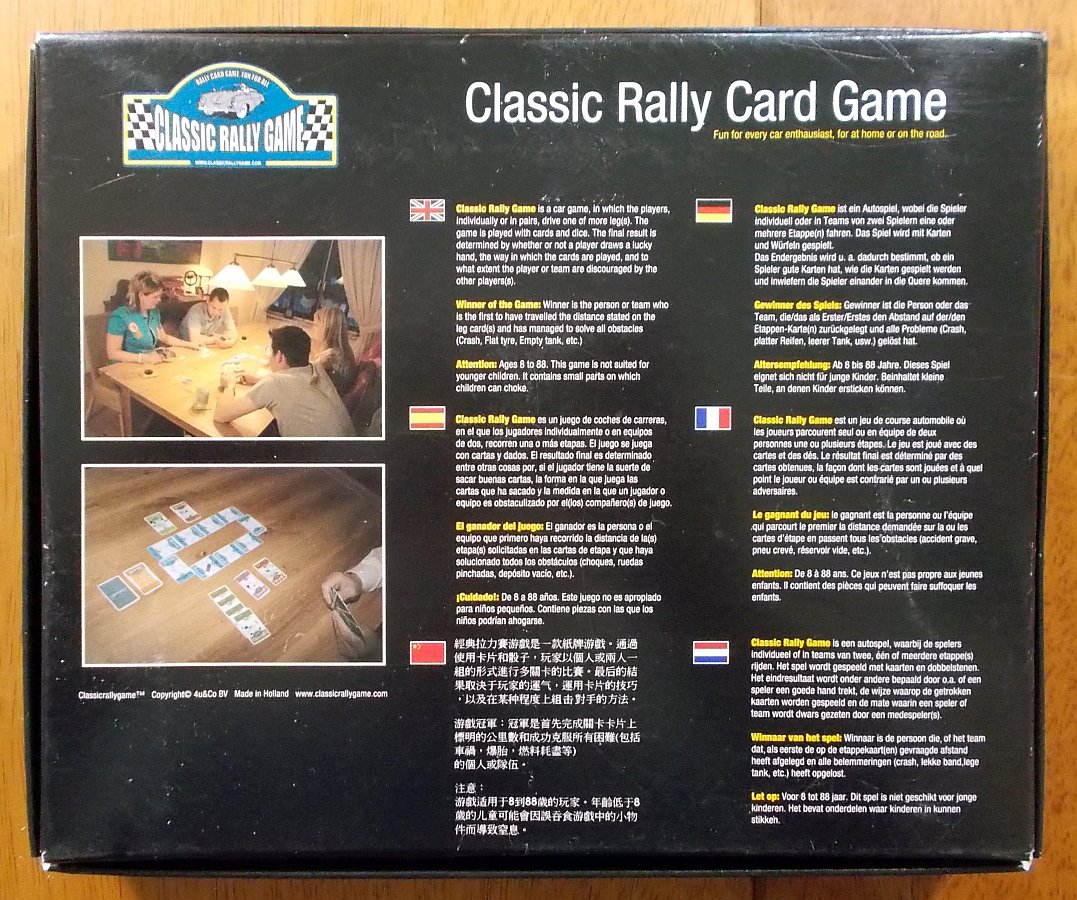 RALLY CARD GAME FUN FOR ALL
CLASSIC RALLY GAME
WWW.CLASSICRALLYGAME.COM
Classic Rally Card Game
Fun for every car enthusiast, for at home or on the road.
Classic Rally Game is a car game, in which the players,
individually or in pairs, drive one of more leg(s). The
game is played with cards and dice. The final result is
determined by whether or not a player draws a lucky
hand, the way in which the cards are played, and to
what extent the player or team are discouraged by the
other players(s).
Winner of the Game: Winner is the person or team who
is the first to have travelled the distance stated on the
leg card(s) and has managed to solve all obstacles
(Crash, Flat tyre, Empty tank, etc.)
Attention: Ages 8 to 88. This game is not suited for
younger children. It contains small parts on which
children can choke.
Classic Rally Game ist ein Autospiel, wobei die Spieler
individuell oder in Teams von zwei Spielern eine oder
mehrere Etappe(n) fahren. Das Spiel wird mit Karten
und Würfeln gespielt.
Das Endergebnis wird u. a. dadurch bestimmt, ob ein
Spieler gute Karten hat, wie die Karten gespielt werden
und inwiefern die Spieler einander in die Quere kommen.
Gewinner des Spiels: Gewinner ist die Person oder das
Team, die/das als Erster/Erstes den Abstand auf der/den
Etappen-Karte(n) zurückgelegt und alle Probleme (Crash,
platter Reifen, leerer Tank, usw.) gelöst hat.
Altersempfehlung: Ab 8 bis 88 Jahre. Dieses Spiel
eignet sich nicht für junge Kinder. Beinhaltet kleine
Teile, an denen Kinder ersticken können.
Classic Rally Game es un juego de coches de carreras,
en el que los jugadores individualmente o en equipos
de dos, recorren una o más etapas. El juego se juega
con cartas y dados. El resultado final es determinado
entre otras cosas por, si el jugador tiene la suerte de
sacar buenas cartas, la forma en la que juega las
cartas que ha sacado y la medida en la que un jugador o
equipo es obstaculizado por el(los) compañero(s) de juego.
El ganador del juego: El ganador es la persona o el
equipo que primero haya recorrido la distancia de la(s)
etapa(s) solicitadas en las cartas de etapa y que haya
solucionado todos los obstáculos (choques, ruedas
pinchadas, depósito vacío, etc.).
¡Cuidado!: De 8 a 88 años. Este juego no es apropiado
para niños pequeños. Contiene piezas con las que los
niños podrían ahogarse.
Classic Rally Game est un jeu de course automobile où
les joueurs parcourent seul ou en équipe de deux
personnes une ou plusieurs étapes. Le jeu est joué avec des
cartes et des dés. Le résultat final est déterminé par des
cartes obtenues, la façon dont les cartes sont jouées et à quel
point le joueur ou équipe est contrarié par un ou plusieurs
adversaires.
Le gagnant du jeu: le gagnant est la personne ou l'équipe
qui parcourt le premier la distance demandée sur la ou les
cartes d'étape en passent tous les obstacles (accident grave,
pneu crevé, réservoir vide, etc.).
Attention: De 8 à 88 ans. Ce jeux n'est pas propre aux jeunes
enfants. Il contient des pièces qui peuvent faire suffoquer les
enfants.
經典拉力賽游戲是一款紙牌游戲。通過
使用卡片和骰子，玩家以個人或兩人一
組的形式進行多關卡的比賽。最后的結
果取決于玩家的運气，運用卡片的技巧
，以及在某种程度上組击對手的方法。
游戲冠軍：冠軍是首先完成關卡卡片上
標明的公里數和成功克服所有困難(包括
車禍，爆胎，燃料耗盡等)
的個人或隊伍。
注意：
游戲适用于8到88歲的玩家。年齡低于8
歲的儿童可能會因誤吞食游戲中的小物
件而導致窒息。
Classic Rally Game is een autospel, waarbij de spelers
individueel of in teams van twee, één of meerdere etappe(s)
rijden. Het spel wordt gespeeld met kaarten en dobbelstenen.
Het eindresultaat wordt onder andere bepaald door o.a. of een
speler een goede hand trekt, de wijze waarop de getrokken
kaarten worden gespeeld en de mate waarin een speler of
team wordt dwars gezeten door een medespeler(s).
Winnaar van het spel: Winnaar is de persoon die, of het team
dat, als eerste de op de etappekaart(en) gevraagde afstand
heeft afgelegd en alle belemmeringen (crash, lekke band,lege
tank, etc.) heeft opgelost.
Let op: Voor 8 tot 88 jaar. Dit spel is niet geschikt voor jonge
kinderen. Het bevat onderdelen waar kinderen in kunnen
stikken.
Classicrallygame™ Copyright© 4u&Co BV Made in Holland www.classicrallygame.com